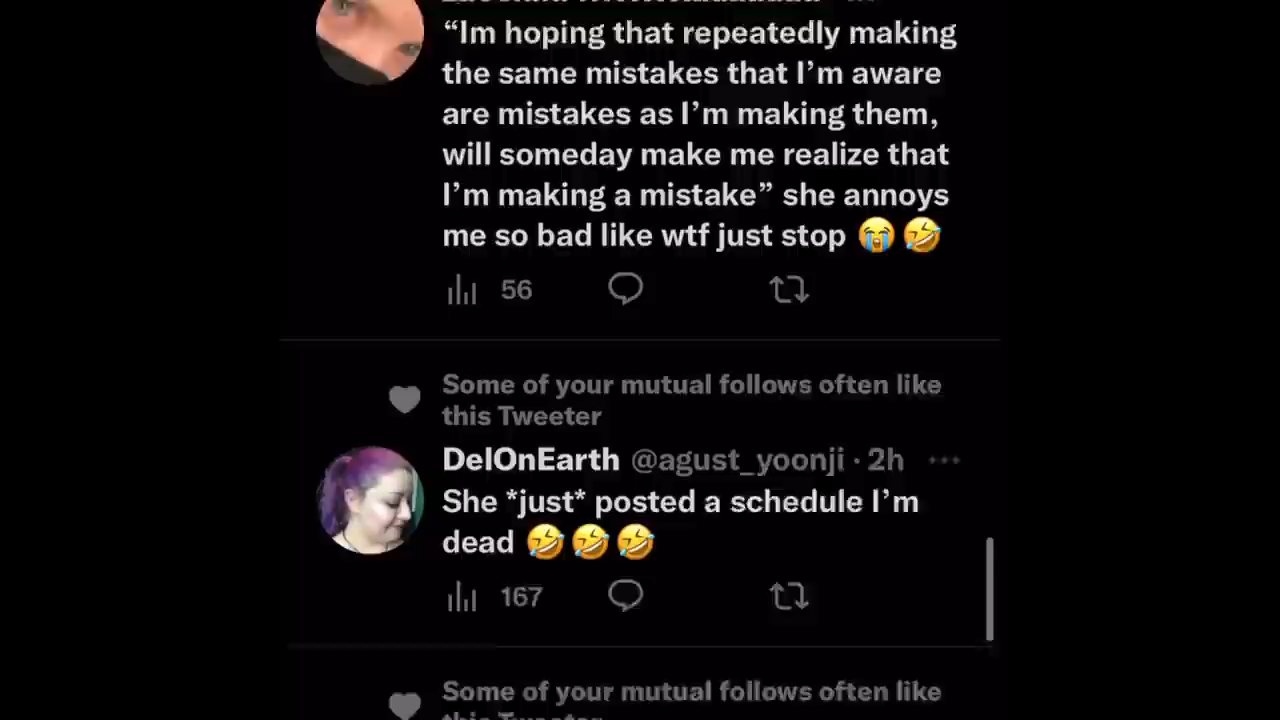 “Im hoping that repeatedly making
the same mistakes that I’m aware
are mistakes as I’m making them,
will someday make me realize that
I’m making a mistake” she annoys
me so bad like wtf just stop 😭🤣
56
Some of your mutual follows often like
this Tweeter
DelOnEarth @agust_yoonji · 2h ...
She *just* posted a schedule I’m
dead 🤣🤣🤣
167
Some of your mutual follows often like
this Tweeter